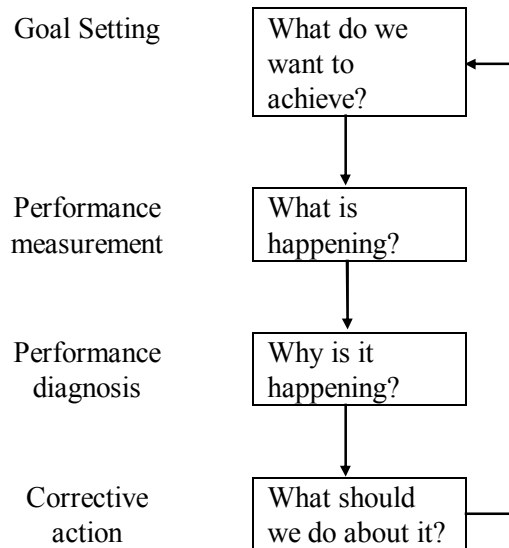 Goal Setting
What do we
want to
achieve?
Performance
measurement
What is
happening?
Performance
diagnosis
Why is it
happening?
Corrective
action
What should
we do about it?